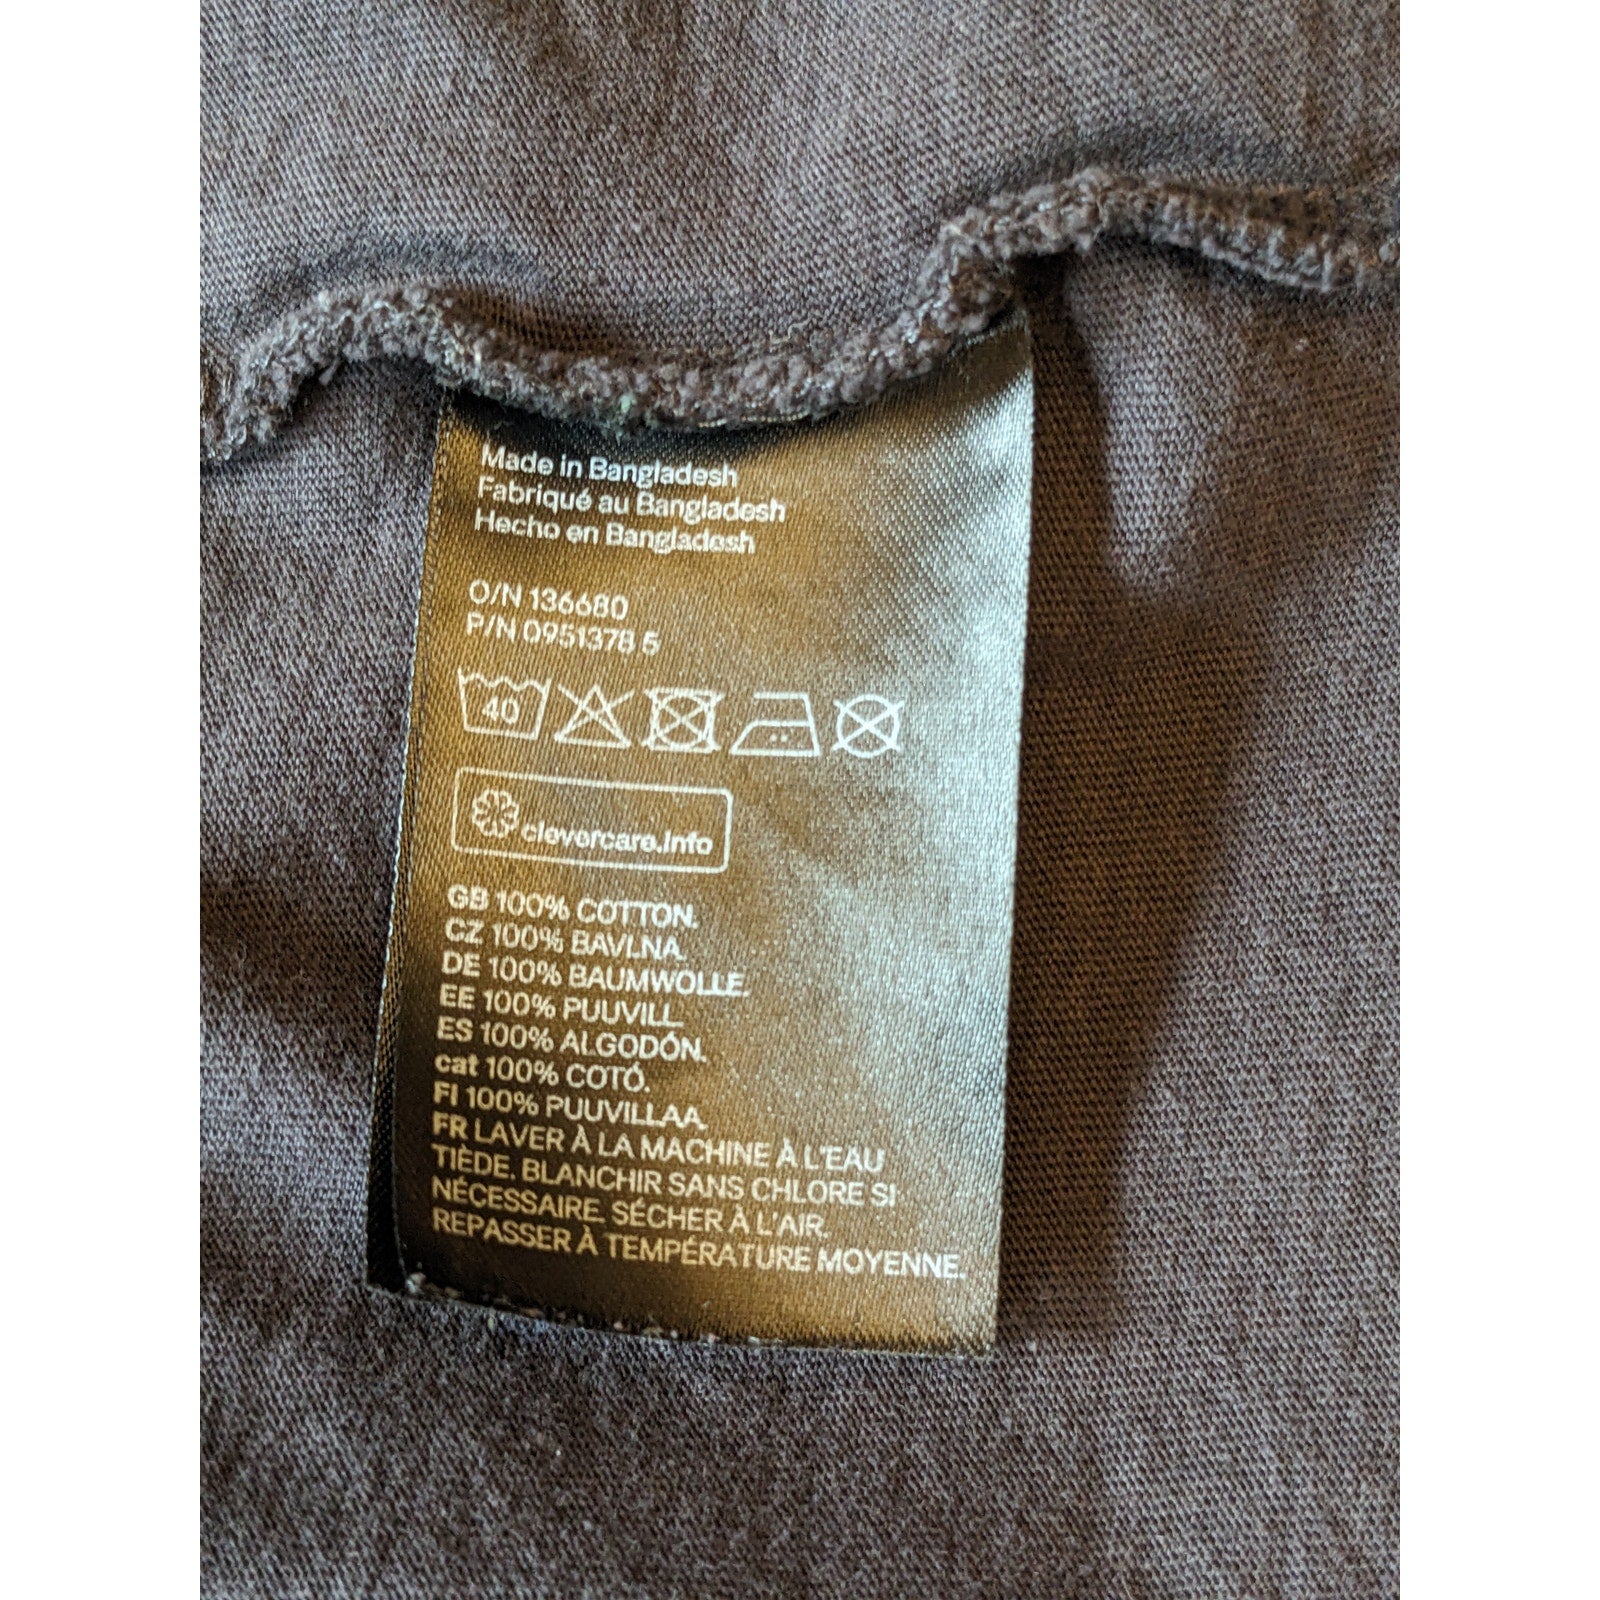 Made in Bangladesh
Fabriqué au Bangladesh
Hecho en Bangladesh
O/N 136680
P/N 0951378 5
40
clevercare.info
GB 100% COTTON.
CZ 100% BAVLNA.
DE 100% BAUMWOLLE.
EE 100% PUUVILL.
ES 100% ALGODÓN.
cat 100% COTÓ.
FI 100% PUUVILLAA.
FR LAVER À LA MACHINE À L'EAU
TIÈDE. BLANCHIR SANS CHLORE SI
NÉCESSAIRE. SÉCHER À L'AIR.
REPASSER À TEMPÉRATURE MOYENNE.